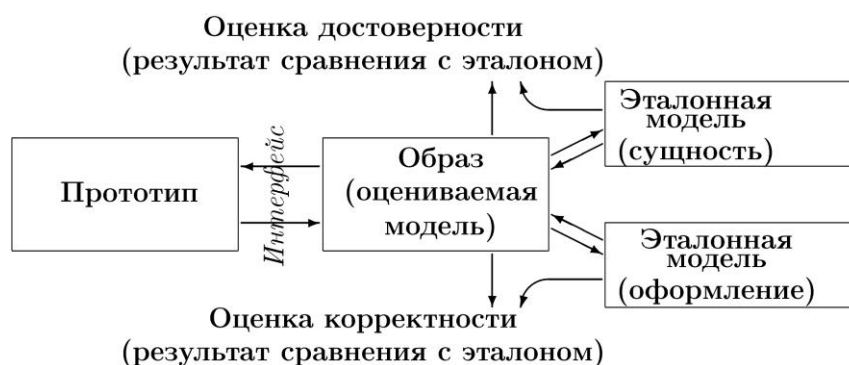 Оценка достоверности
(результат сравнения с эталоном)
Эталонная
модель
(сущность)
Прототип
Интерфейс
Образ
(оцениваемая
модель)
Эталонная
модель
(оформление)
Оценка корректности
(результат сравнения с эталоном)